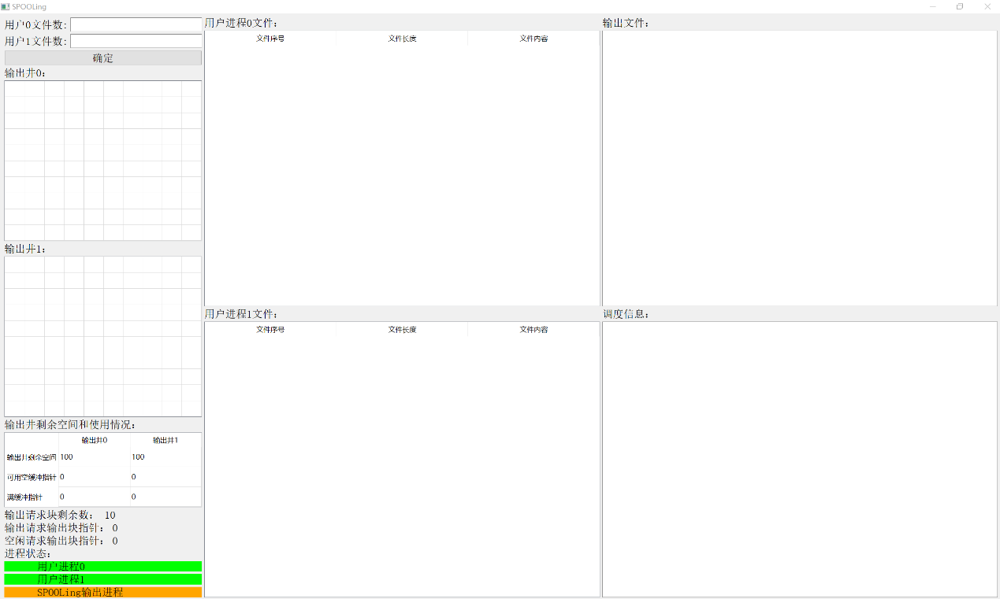 SPOOLing
用户0文件数:
用户1文件数:
确定
输出井0:
输出井1:
输出井剩余空间和使用情况:
输出井0 输出井1
输出井剩余空间 100 100
可用空缓冲指针 0 0
满缓冲指针 0 0
输出请求块剩余数: 10
输出请求输出块指针: 0
空闲请求输出块指针: 0
进程状态:
用户进程0
用户进程1
SPOOLing输出进程
用户进程0文件:
文件序号 文件长度 文件内容
用户进程1文件:
文件序号 文件长度 文件内容
输出文件:
调度信息: